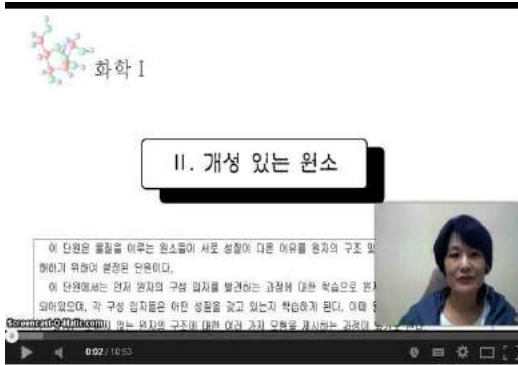 화학 I
II. 개성 있는 원소
이 단원은 물질을 이루는 원소들이 서로 성질이 다른 이유를 원자의 구조 및
해하기 위하여 설정된 단원이다.
이 단원에서는 먼저 원자의 구성 입자를 발견하는 과정에 대한 학습으로 원자
되어있으며, 각 구성 입자들은 어떤 성질을 갖고 있는지 학습하게 된다. 이때
Screencast-O-Matic.com
않는 원자의 구조에 대한 여러 가지 모형을 제시하는 과정이
0:02 / 10:53